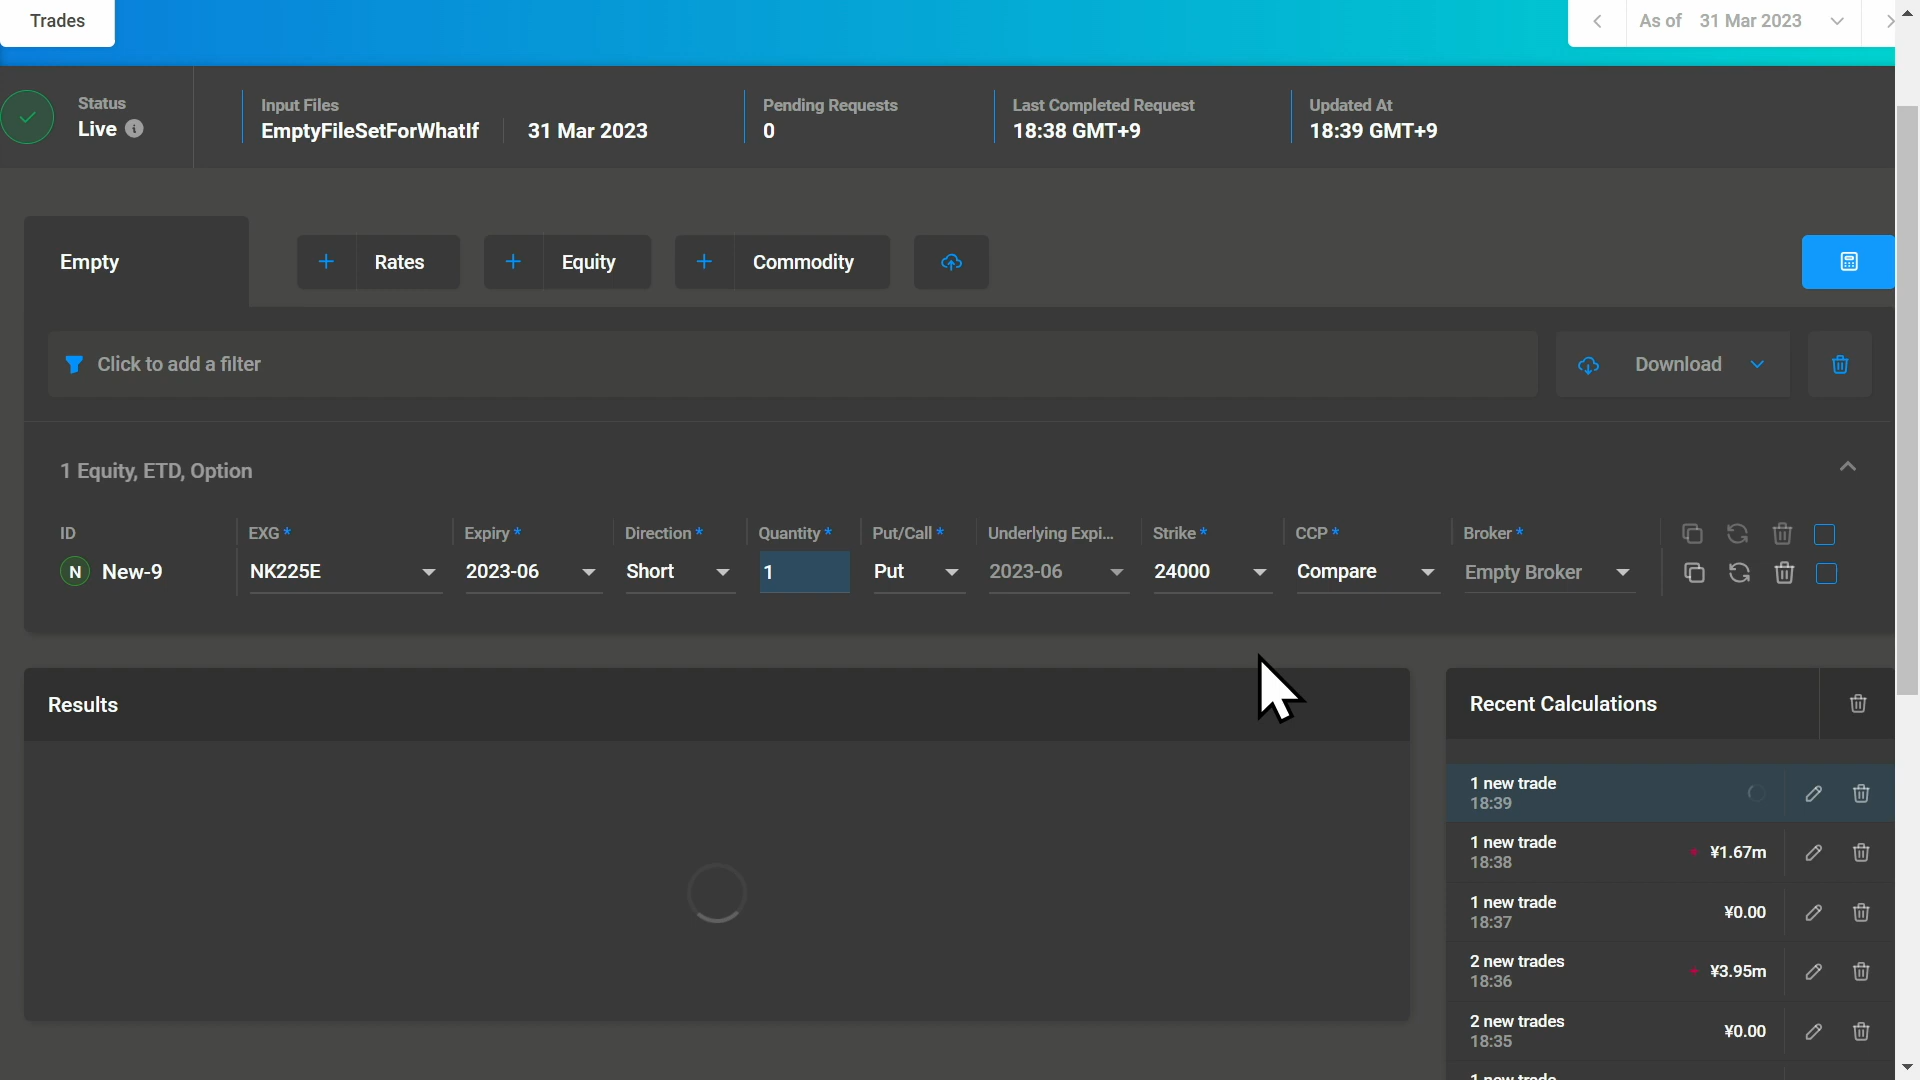 Trades
As of 31 Mar 2023
Status
Live
Input Files
EmptyFileSetForWhatIf 31 Mar 2023
Pending Requests
0
Last Completed Request
18:38 GMT+9
Updated At
18:39 GMT+9
Empty
+ Rates
+ Equity
+ Commodity
Click to add a filter
Download
1 Equity, ETD, Option
ID EXG * Expiry * Direction * Quantity * Put/Call * Underlying Expi... Strike * CCP * Broker *
N New-9 NK225E 2023-06 Short 1 Put 2023-06 24000 Compare Empty Broker
Results
Recent Calculations
1 new trade
18:39
1 new trade
18:38
¥1.67m
1 new trade
18:37
¥0.00
2 new trades
18:36
¥3.95m
2 new trades
18:35
¥0.00
1 new trade